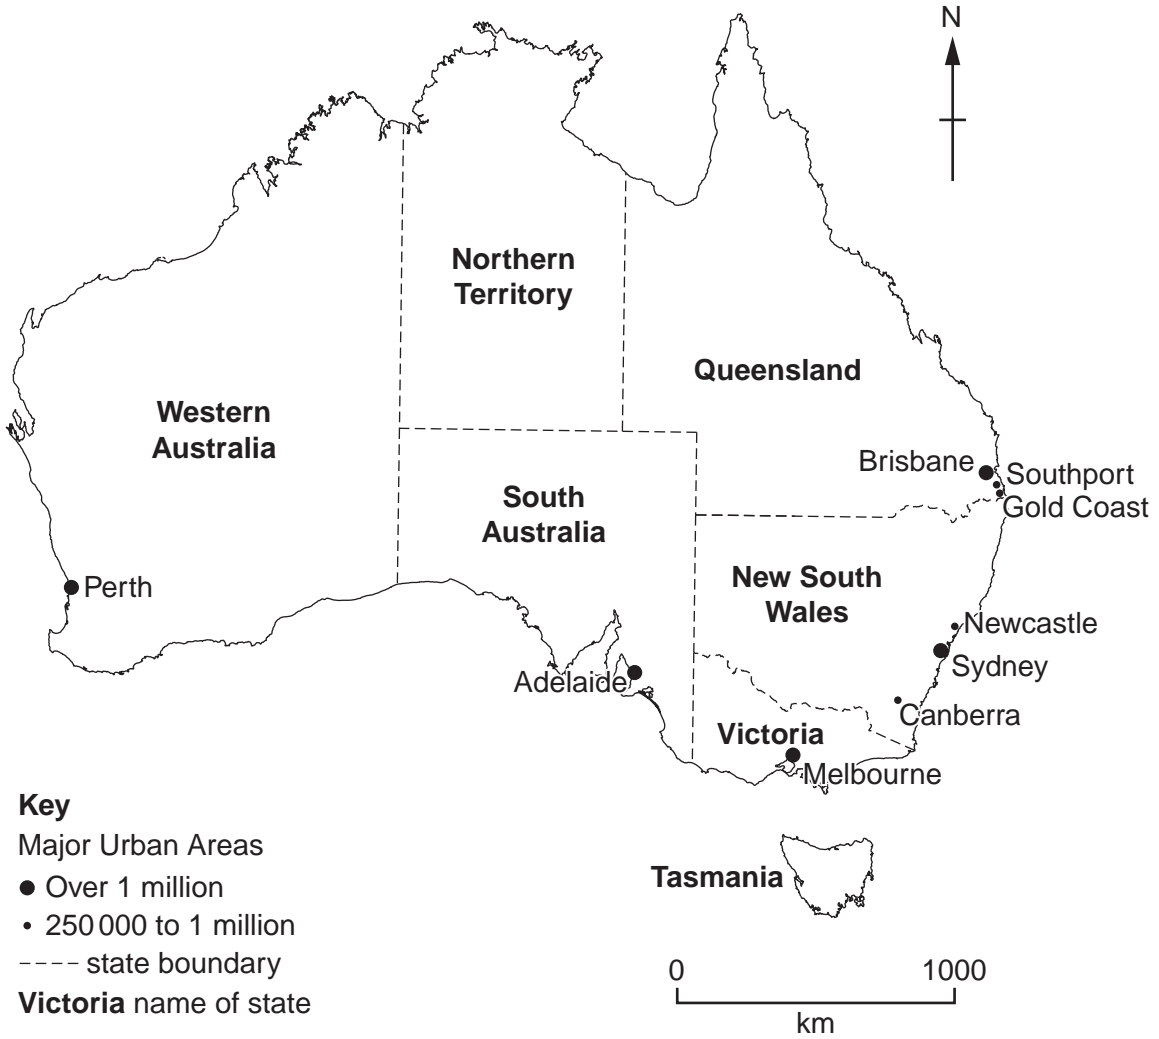 N
Northern
Territory
Queensland
Western
Australia
Brisbane
Southport
Gold Coast
South
Australia
New South
Wales
Perth
Newcastle
Sydney
Adelaide
Canberra
Victoria
Melbourne
Key
Major Urban Areas
Over 1 million
250 000 to 1 million
state boundary
Victoria name of state
Tasmania
0 1000
km